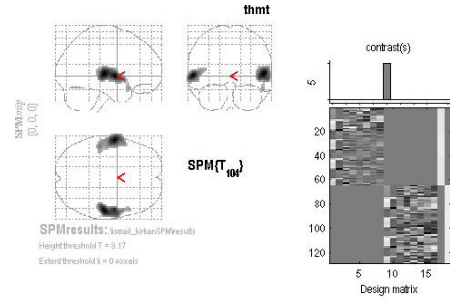 thmt
contrast(s)
5
SPMmip
[0, 0, 0]
<
<
<
SPM{T104}
0
20
40
60
80
100
120
5 10 15
Design matrix
SPMresults:
Height threshold T = 3.17
Extent threshold k = 0 voxels